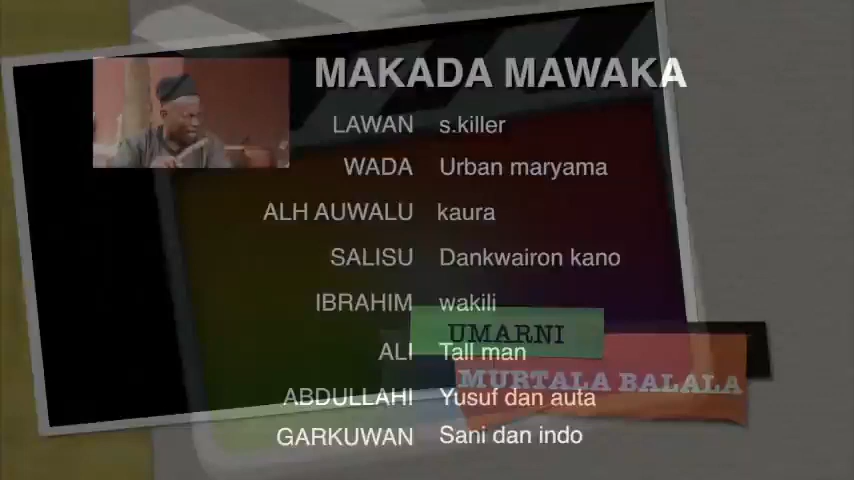 MAKADA MAWAKA
LAWAN s.killer
WADA Urban maryama
ALH AUWALU kaura
SALISU Dankwairon kano
IBRAHIM wakili
UMARNI
ALI Tall man
MURTALA BALALA
ABDULLAHI Yusuf dan auta
GARKUWAN Sani dan indo